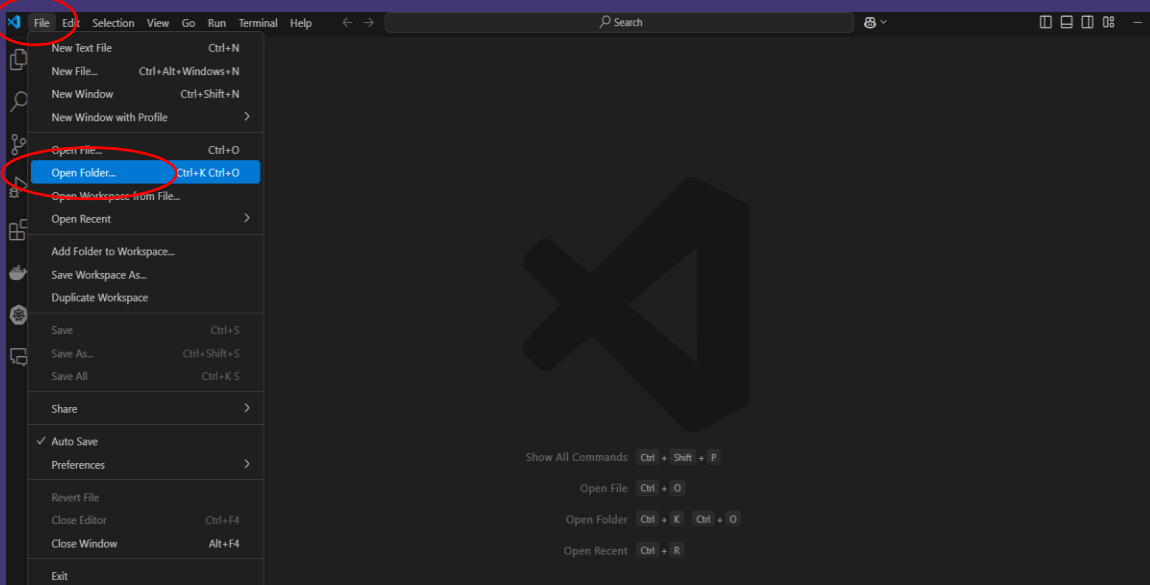 File Edit Selection View Go Run Terminal Help Search
New Text File Ctrl+N
New File... Ctrl+Alt+Windows+N
New Window Ctrl+Shift+N
New Window with Profile
Open File... Ctrl+O
Open Folder... Ctrl+K Ctrl+O
Open Workspace from File...
Open Recent
Add Folder to Workspace...
Save Workspace As...
Duplicate Workspace
Save Ctrl+S
Save As... Ctrl+Shift+S
Save All Ctrl+K S
Share
Auto Save
Preferences
Revert File
Close Editor Ctrl+F4
Close Window Alt+F4
Exit
Show All Commands Ctrl + Shift + P
Open File Ctrl + O
Open Folder Ctrl + K Ctrl + O
Open Recent Ctrl + R